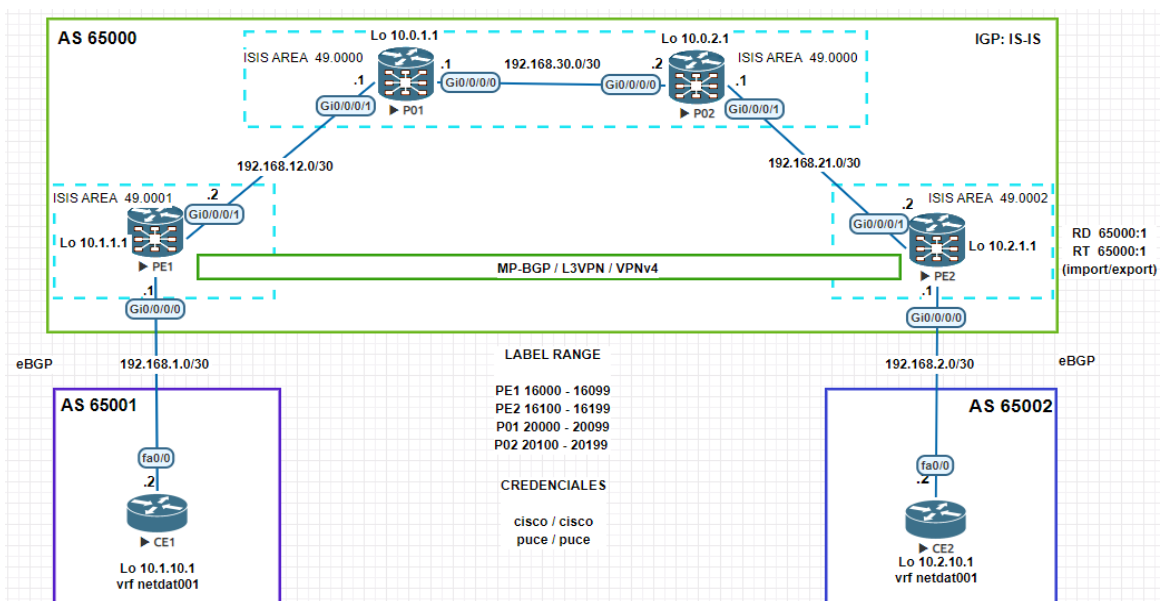 AS 65000
IGP: IS-IS
Lo 10.0.1.1
Lo 10.0.2.1
ISIS AREA 49.0000
ISIS AREA 49.0000
192.168.30.0/30
.1
.1
.2
.1
Gi0/0/0/0
Gi0/0/0/0
Gi0/0/0/1
Gi0/0/0/1
P01
P02
192.168.12.0/30
192.168.21.0/30
ISIS AREA 49.0001
ISIS AREA 49.0002
.2
.2
Gi0/0/0/1
Gi0/0/0/1
Lo 10.1.1.1
Lo 10.2.1.1
RD 65000:1
RT 65000:1
(import/export)
PE1
PE2
MP-BGP / L3VPN / VPNv4
.1
.1
Gi0/0/0/0
Gi0/0/0/0
eBGP
192.168.1.0/30
192.168.2.0/30
eBGP
LABEL RANGE
PE1 16000 - 16099
PE2 16100 - 16199
P01 20000 - 20099
P02 20100 - 20199
CREDENCIALES
cisco / cisco
puce / puce
AS 65001
AS 65002
fa0/0
fa0/0
.2
.2
CE1
CE2
Lo 10.1.10.1
vrf netdat001
Lo 10.2.10.1
vrf netdat001